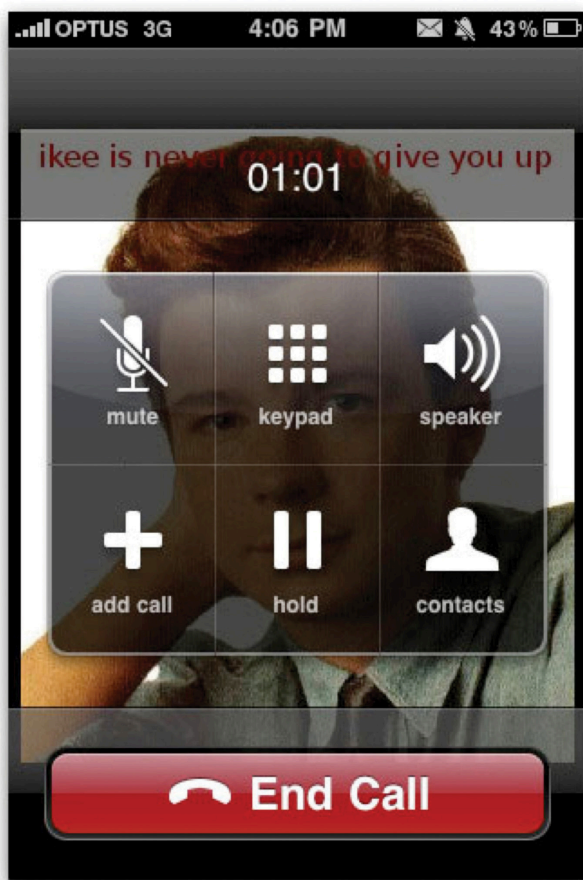 OPTUS 3G 4:06 PM 43%
ikee is never going to give you up
01:01
mute keypad speaker
add call hold contacts
End Call